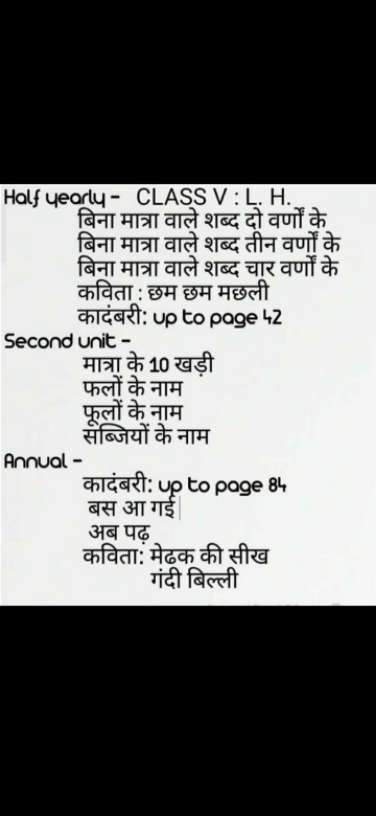 Half yearly - CLASS V : L. H.
बिना मात्रा वाले शब्द दो वर्णों के
बिना मात्रा वाले शब्द तीन वर्णों के
बिना मात्रा वाले शब्द चार वर्णों के
कविता : छम छम मछली
कादंबरी: up to page 42
Second unit -
मात्रा के 10 खड़ी
फलों के नाम
फूलों के नाम
सब्जियों के नाम
Annual -
कादंबरी: up to page 84
बस आ गई
अब पढ़
कविता: मेढक की सीख
गंदी बिल्ली